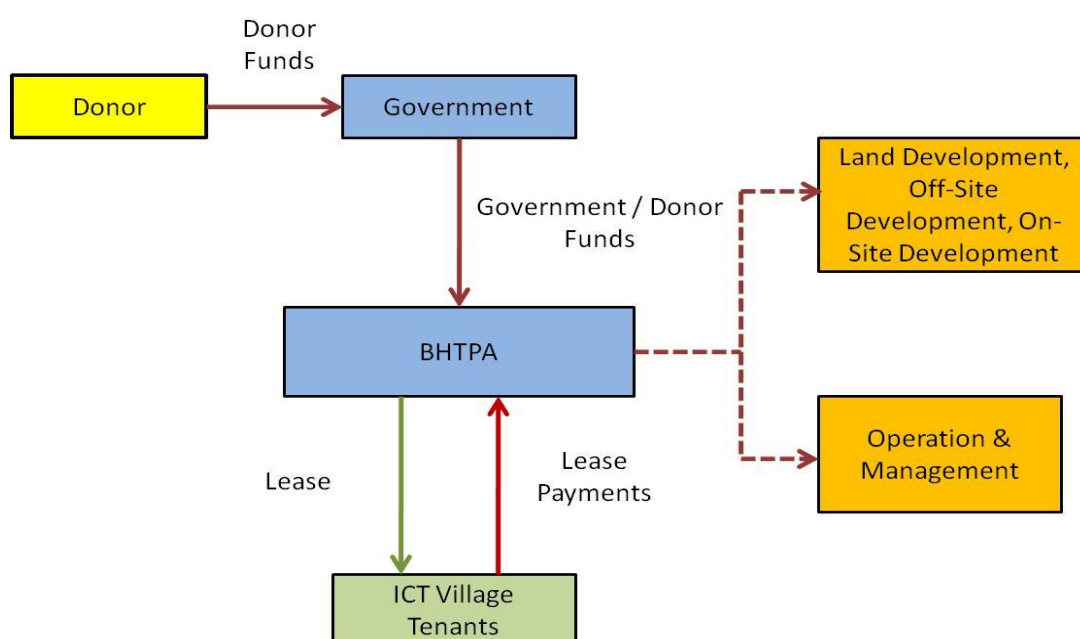 Donor
Funds
Donor
Government
Land Development,
Off-Site
Development, On-
Site Development
Government / Donor
Funds
BHTPA
Operation &
Management
Lease
Lease
Payments
ICT Village
Tenants